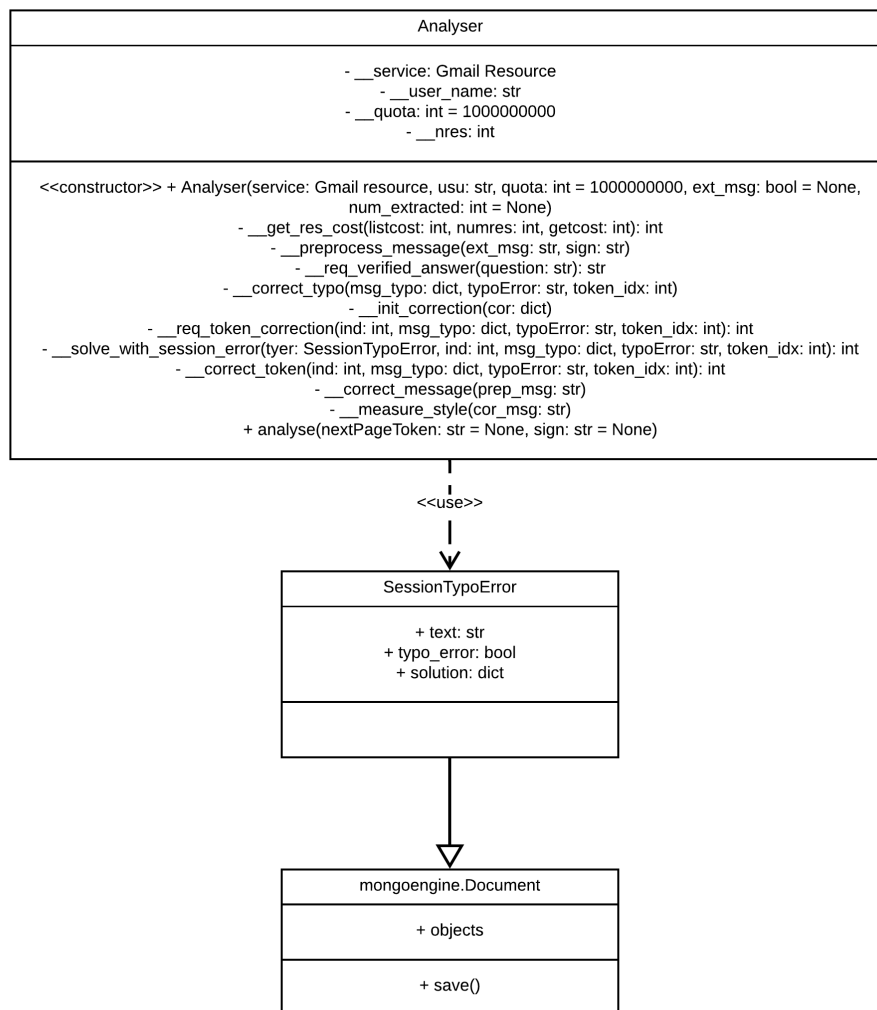 Analyser
- __service: Gmail Resource
- __user_name: str
- __quota: int = 1000000000
- __nres: int
<<constructor>> + Analyser(service: Gmail resource, usu: str, quota: int = 1000000000, ext_msg: bool = None,
num_extracted: int = None)
- __get_res_cost(listcost: int, numres: int, getcost: int): int
- __preprocess_message(ext_msg: str, sign: str)
- __req_verified_answer(question: str): str
- __correct_typo(msg_typo: dict, typoError: str, token_idx: int)
- __init_correction(cor: dict)
- __req_token_correction(ind: int, msg_typo: dict, typoError: str, token_idx: int): int
- __solve_with_session_error(tyer: SessionTypoError, ind: int, msg_typo: dict, typoError: str, token_idx: int): int
- __correct_token(ind: int, msg_typo: dict, typoError: str, token_idx: int): int
- __correct_message(prep_msg: str)
- __measure_style(cor_msg: str)
+ analyse(nextPageToken: str = None, sign: str = None)
<<use>>
SessionTypoError
+ text: str
+ typo_error: bool
+ solution: dict
mongoengine.Document
+ objects
+ save()